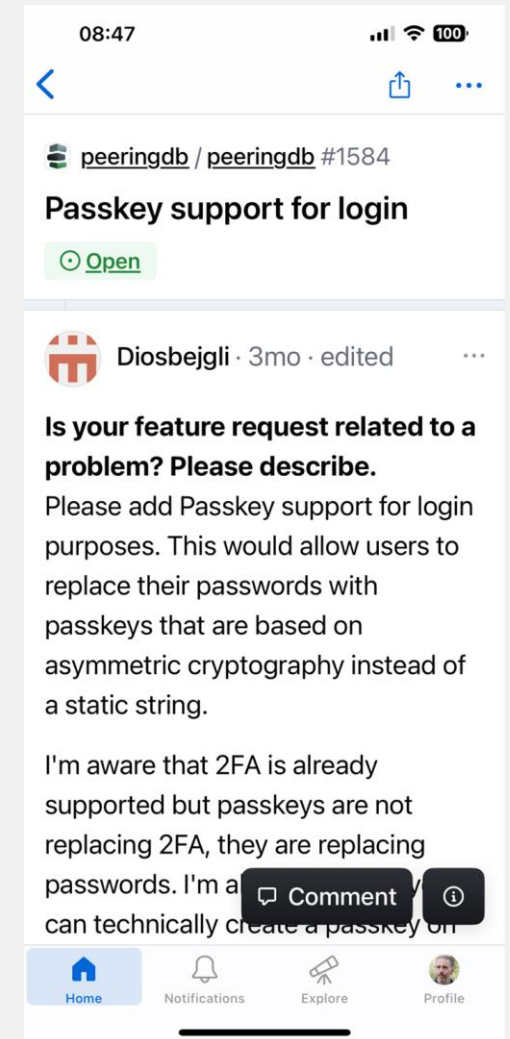 08:47
100
peeringdb / peeringdb #1584
Passkey support for login
Open
Diosbejgli · 3mo · edited
Is your feature request related to a
problem? Please describe.
Please add Passkey support for login
purposes. This would allow users to
replace their passwords with
passkeys that are based on
asymmetric cryptography instead of
a static string.
I'm aware that 2FA is already
supported but passkeys are not
replacing 2FA, they are replacing
passwords. I'm
Comment
can technically create a passkey on
Home
Notifications
Explore
Profile